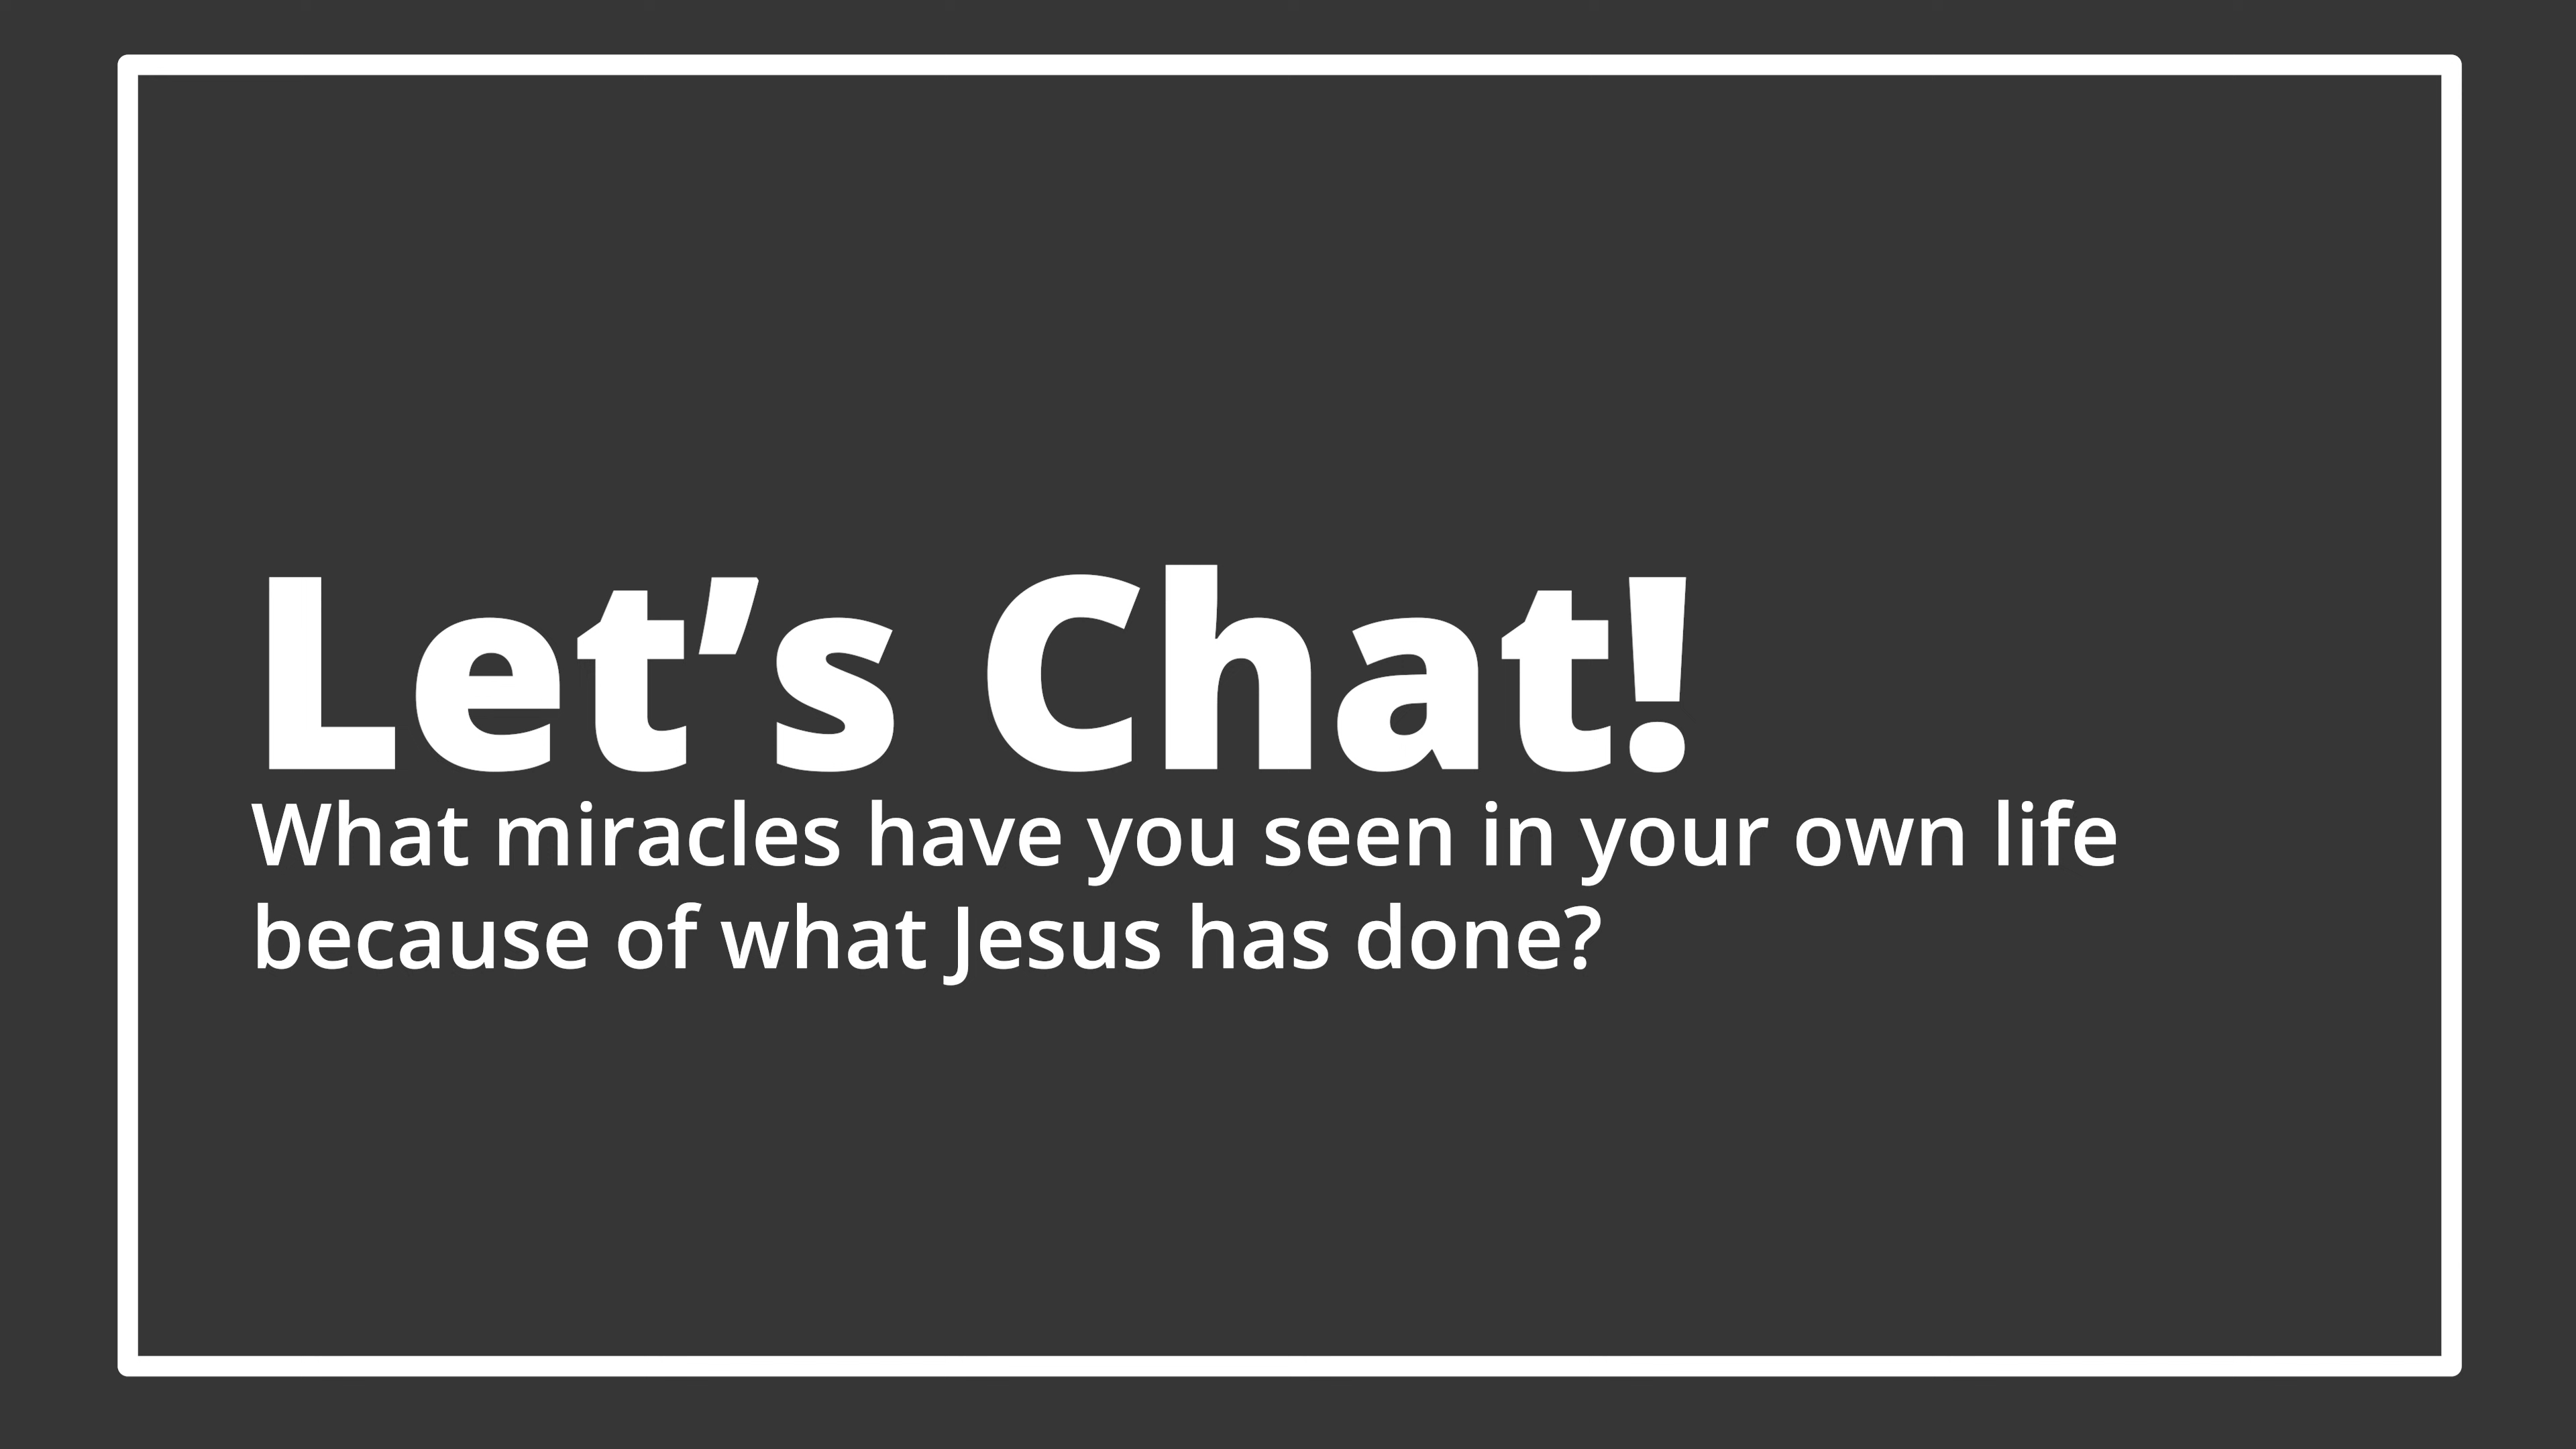 Let’s Chat!
What miracles have you seen in your own life
because of what Jesus has done?